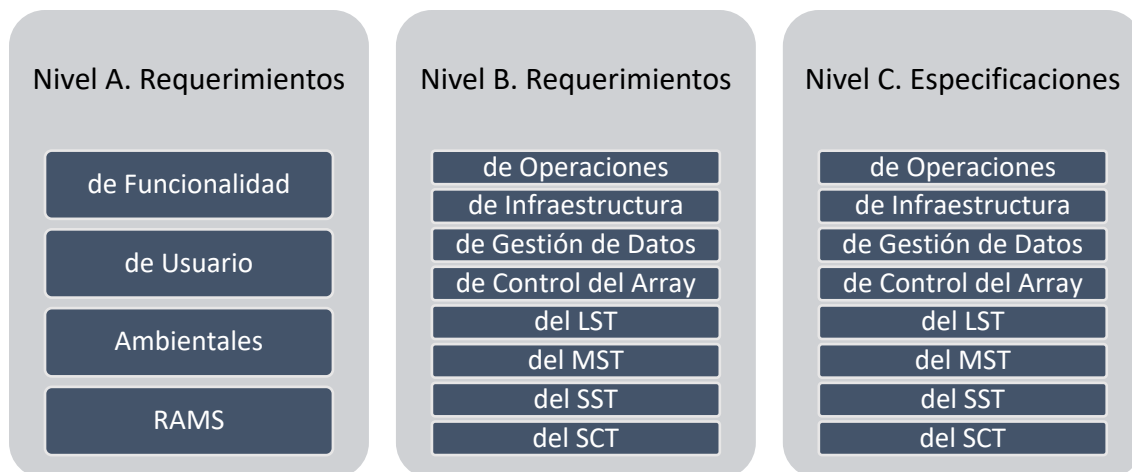 Nivel A. Requerimientos
de Funcionalidad
de Usuario
Ambientales
RAMS
Nivel B. Requerimientos
de Operaciones
de Infraestructura
de Gestión de Datos
de Control del Array
del LST
del MST
del SST
del SCT
Nivel C. Especificaciones
de Operaciones
de Infraestructura
de Gestión de Datos
de Control del Array
del LST
del MST
del SST
del SCT